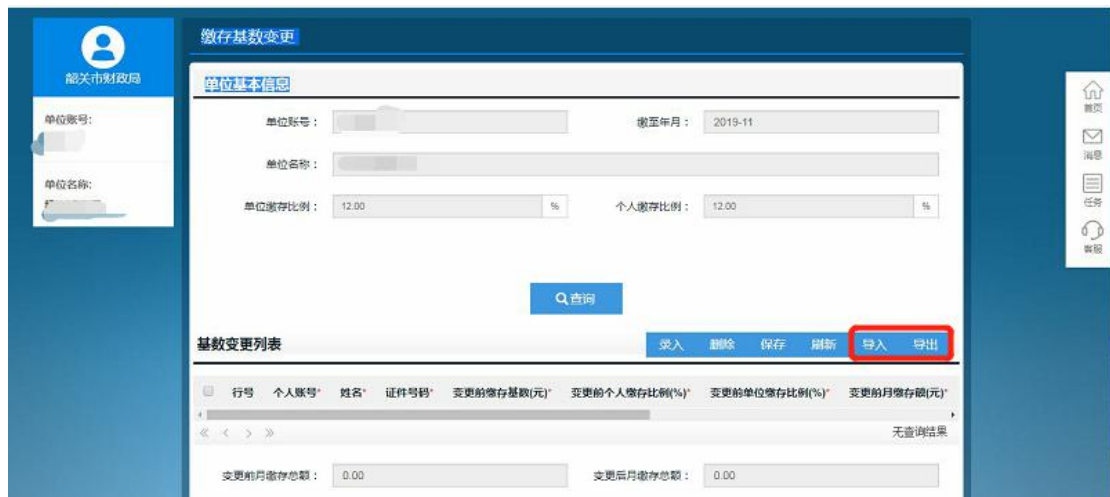 缴存基数变更
韶关市财政局
单位基本信息
单位账号：
单位账号：
缴至年月： 2019-11
单位名称：
单位名称：
单位缴存比例： 12.00 %
个人缴存比例： 12.00 %
查询
基数变更列表
录入 删除 保存 刷新 导入 导出
行号 个人账号* 姓名* 证件号码* 变更前缴存基数(元)* 变更前个人缴存比例(%)* 变更前单位缴存比例(%)* 变更前月缴存额(元)*
« < > »
无查询结果
变更前月缴存总额： 0.00
变更后月缴存总额： 0.00
首页
消息
任务
客服